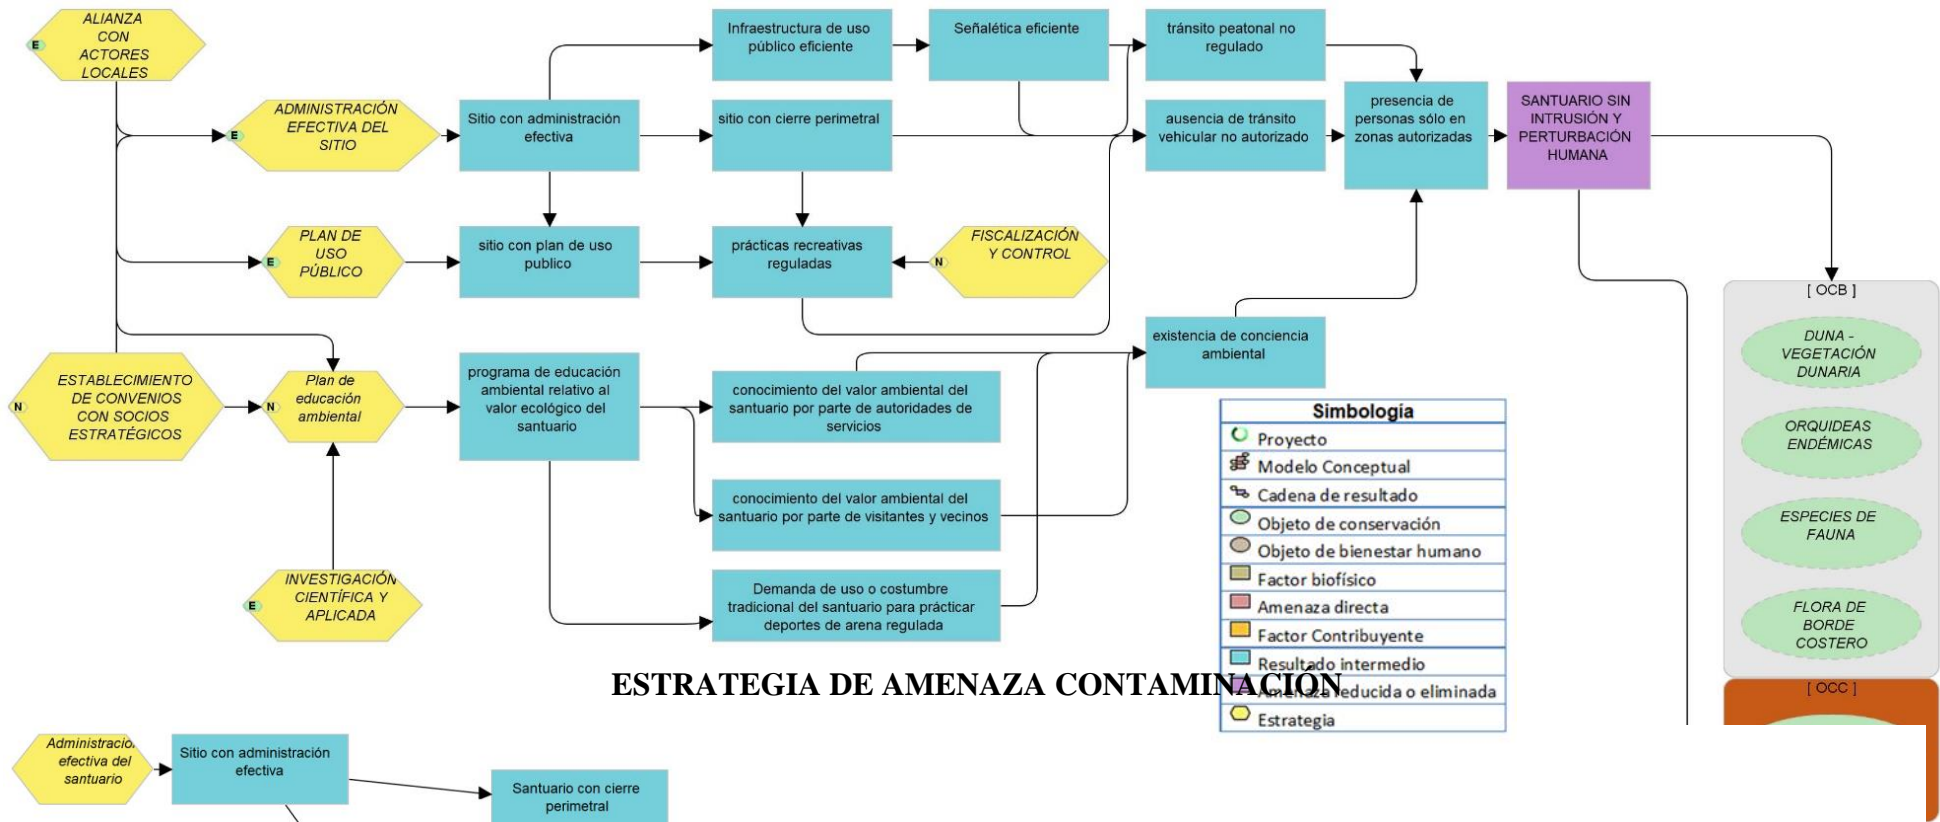 ALIANZA
CON
ACTORES
LOCALES
E
ADMINISTRACIÓN
EFECTIVA DEL
SITIO
E
Sitio con administración
efectiva
Infraestructura de uso
público eficiente
Señalética eficiente
tránsito peatonal no
regulado
sitio con cierre perimetral
ausencia de tránsito
vehicular no autorizado
presencia de
personas sólo en
zonas autorizadas
SANTUARIO SIN
INTRUSIÓN Y
PERTURBACIÓN
HUMANA
PLAN DE
USO
PÚBLICO
E
sitio con plan de uso
publico
prácticas recreativas
reguladas
FISCALIZACIÓN
Y CONTROL
N
ESTABLECIMIENTO
DE CONVENIOS
CON SOCIOS
ESTRATÉGICOS
N
Plan de
educación
ambiental
N
programa de educación
ambiental relativo al
valor ecológico del
santuario
conocimiento del valor ambiental del
santuario por parte de autoridades de
servicios
existencia de conciencia
ambiental
conocimiento del valor ambiental del
santuario por parte de visitantes y vecinos
INVESTIGACIÓN
CIENTÍFICA Y
APLICADA
E
Demanda de uso o costumbre
tradicional del santuario para prácticar
deportes de arena regulada
[ OCB ]
DUNA -
VEGETACIÓN
DUNARIA
ORQUIDEAS
ENDÉMICAS
ESPECIES DE
FAUNA
FLORA DE
BORDE
COSTERO
[ OCC ]
Simbología
Proyecto
Modelo Conceptual
Cadena de resultado
Objeto de conservación
Objeto de bienestar humano
Factor biofísico
Amenaza directa
Factor Contribuyente
Resultado intermedio
Amenaza reducida o eliminada
Estrategia
ESTRATEGIA DE AMENAZA CONTAMINACIÓN
Administracion
efectiva del
santuario
Sitio con administración
efectiva
Santuario con cierre
perimetral